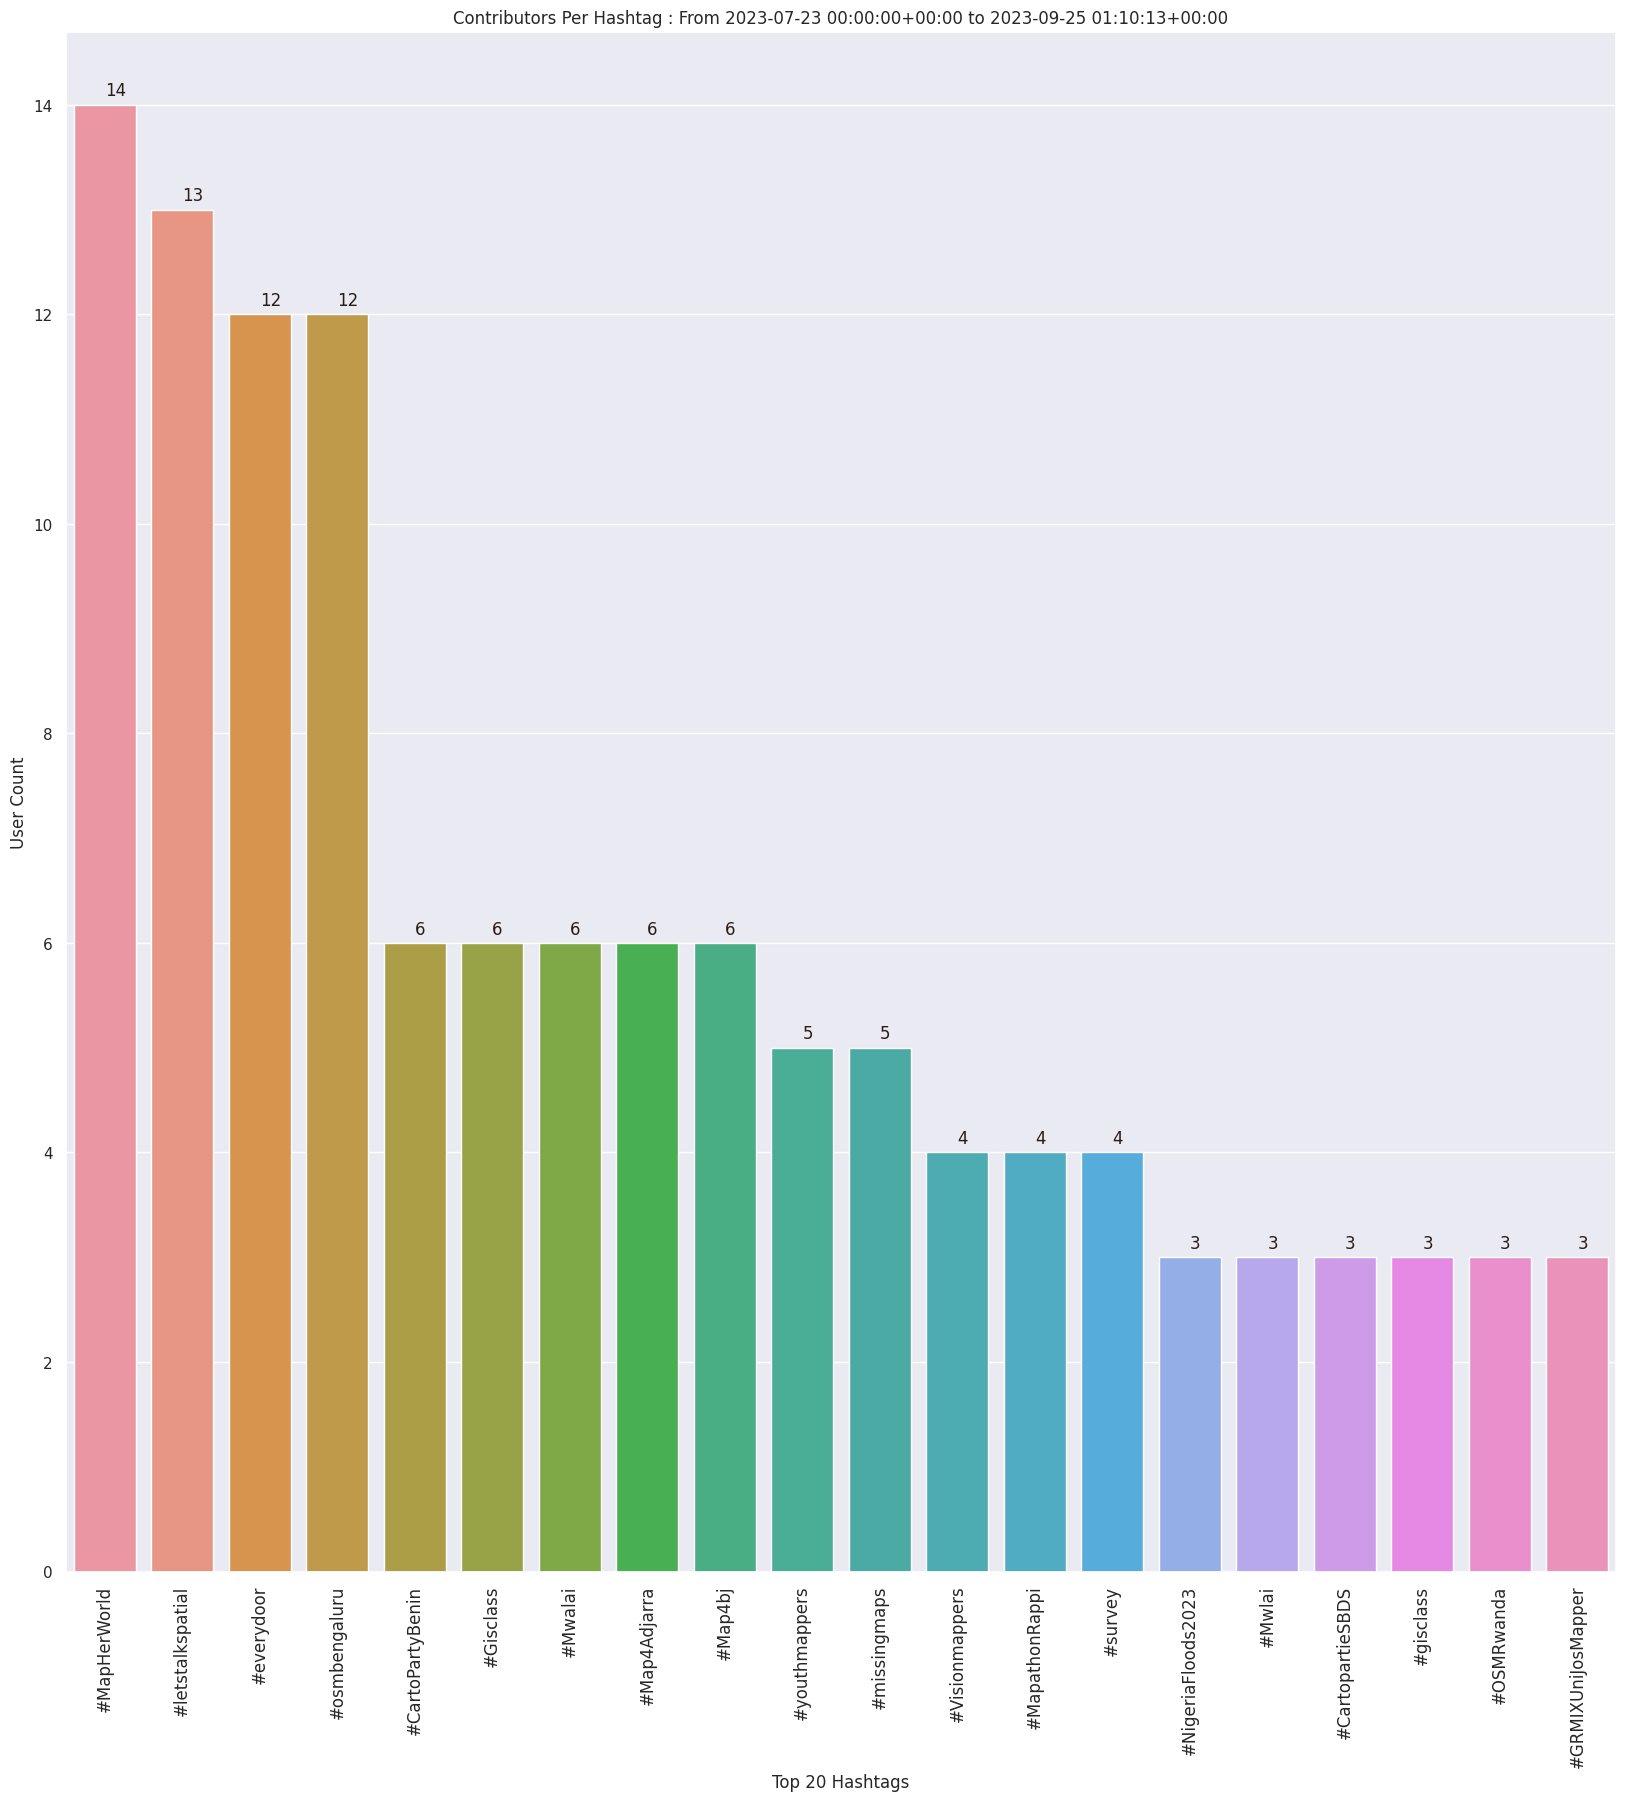 Contributors Per Hashtag : From 2023-07-23 00:00:00+00:00 to 2023-09-25 01:10:13+00:00
14
13
12
12
6
6
6
6
6
5
5
4
4
4
3
3
3
3
3
3
14
12
10
8
6
4
2
0
User Count
#MapHerWorld
#letstalkspatial
#everydoor
#osmbengaluru
#CartoPartyBenin
#Gisclass
#Mwalai
#Map4Adjarra
#Map4bj
#youthmappers
#missingmaps
#Visionmappers
#MapathonRappi
#survey
#NigeriaFloods2023
#Mwlai
#CartopartieSBDS
#gisclass
#OSMRwanda
#GRMIXUniJosMapper
Top 20 Hashtags